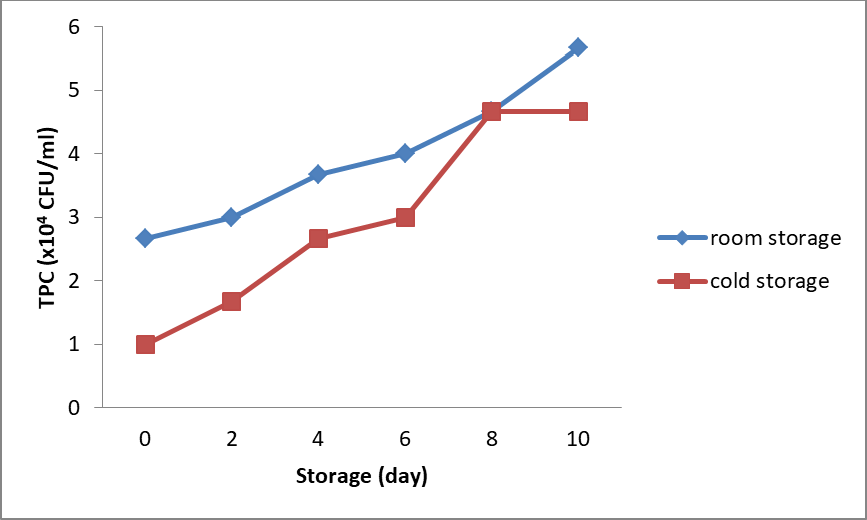 6
5
4
3
2
1
0
TPC (x10⁴ CFU/ml)
0 2 4 6 8 10
Storage (day)
room storage
cold storage